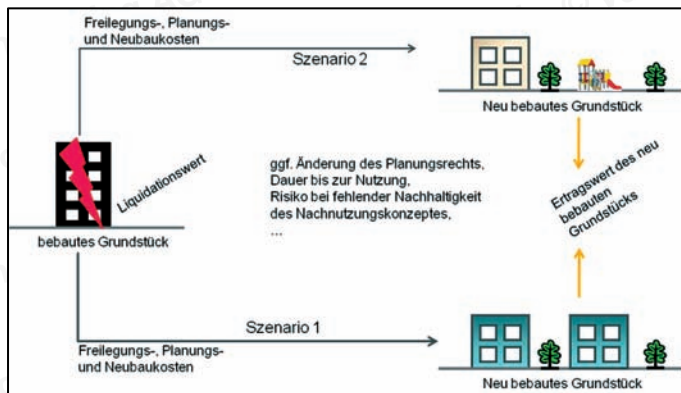 Freilegungs-, Planungs-
und Neubaukosten
Szenario 2
Neu bebautes Grundstück
Liquidationswert
ggf. Änderung des Planungsrechts,
Dauer bis zur Nutzung,
Risiko bei fehlender Nachhaltigkeit
des Nachnutzungskonzeptes,
...
Ertragswert des neu
bebauten
Grundstücks
bebautes Grundstück
Szenario 1
Freilegungs-, Planungs-
und Neubaukosten
Neu bebautes Grundstück